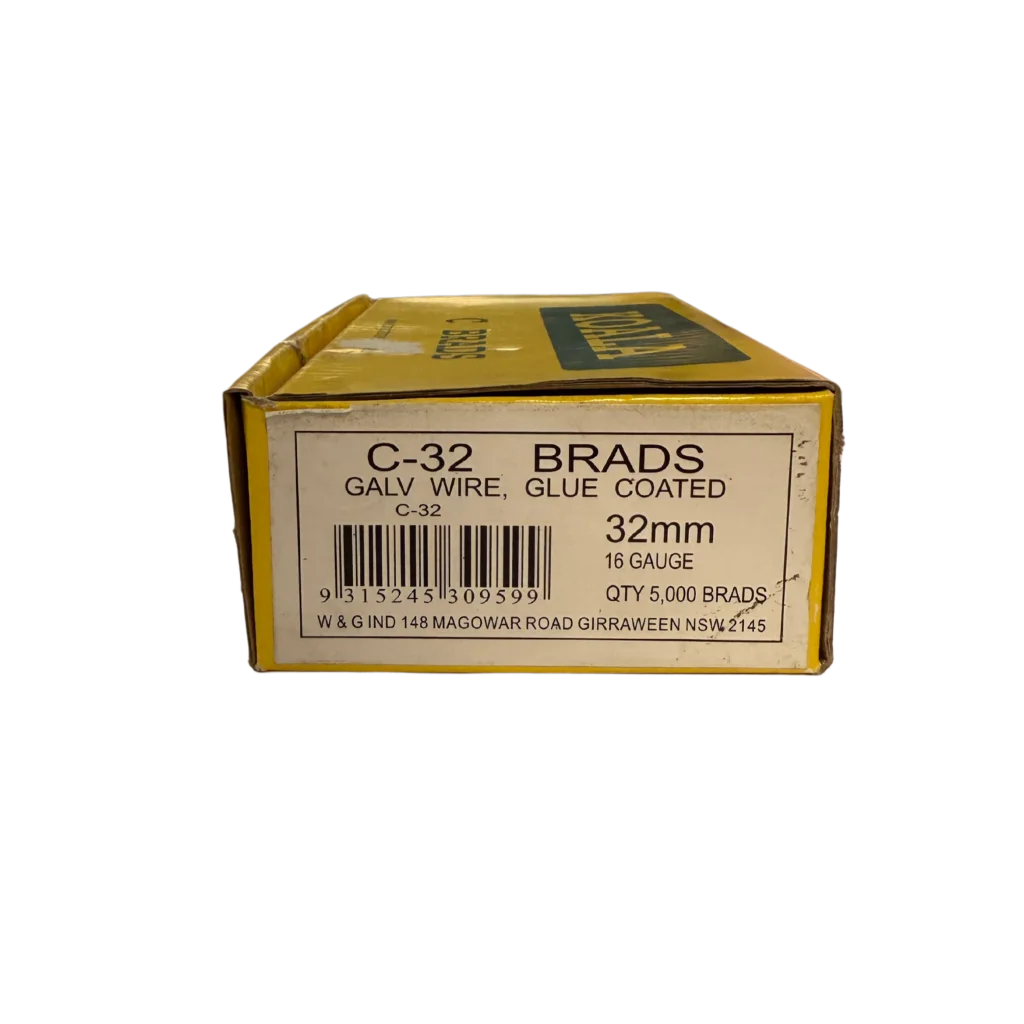 KOALA
C BRADS
C-32 BRADS
GALV WIRE, GLUE COATED
C-32
32mm
16 GAUGE
9 315245 309599
QTY 5,000 BRADS
W & G IND 148 MAGOWAR ROAD GIRRAWEEN NSW 2145